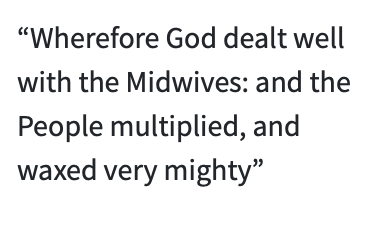 “Wherefore God dealt well
with the Midwives: and the
People multiplied, and
waxed very mighty”